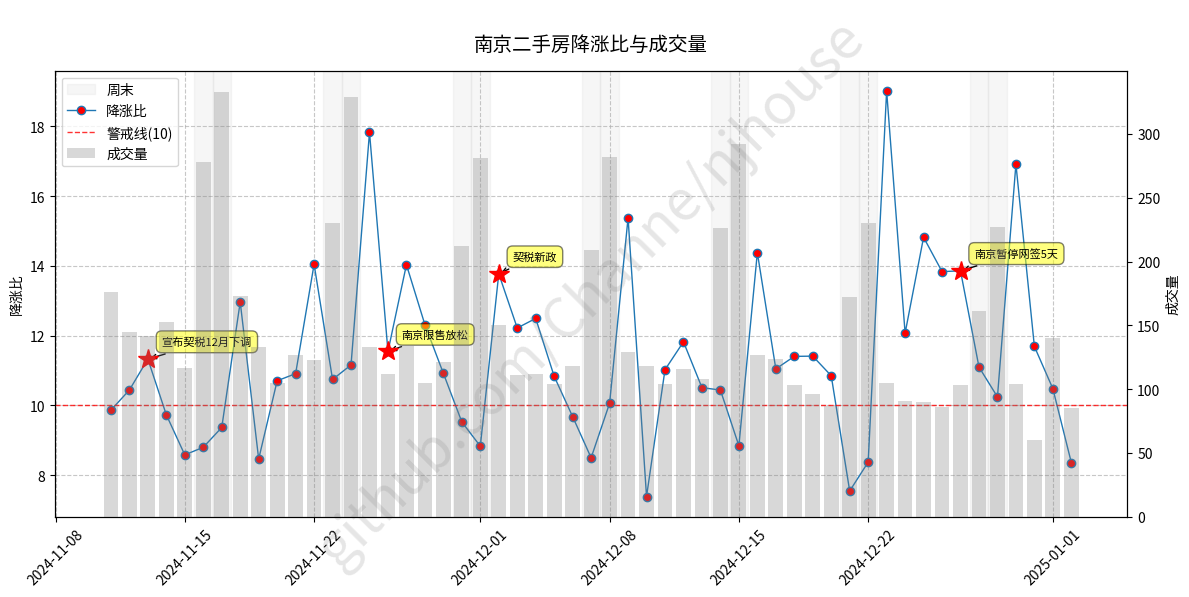 南京二手房降涨比与成交量
周末
降涨比
警戒线(10)
成交量
宣布契税12月下调
南京限售放松
契税新政
南京暂停网签5天
降涨比
18
16
14
12
10
8
成交量
300
250
200
150
100
50
0
2024-11-08
2024-11-15
2024-11-22
2024-12-01
2024-12-08
2024-12-15
2024-12-22
2025-01-01
github.com/Channe/njhouse